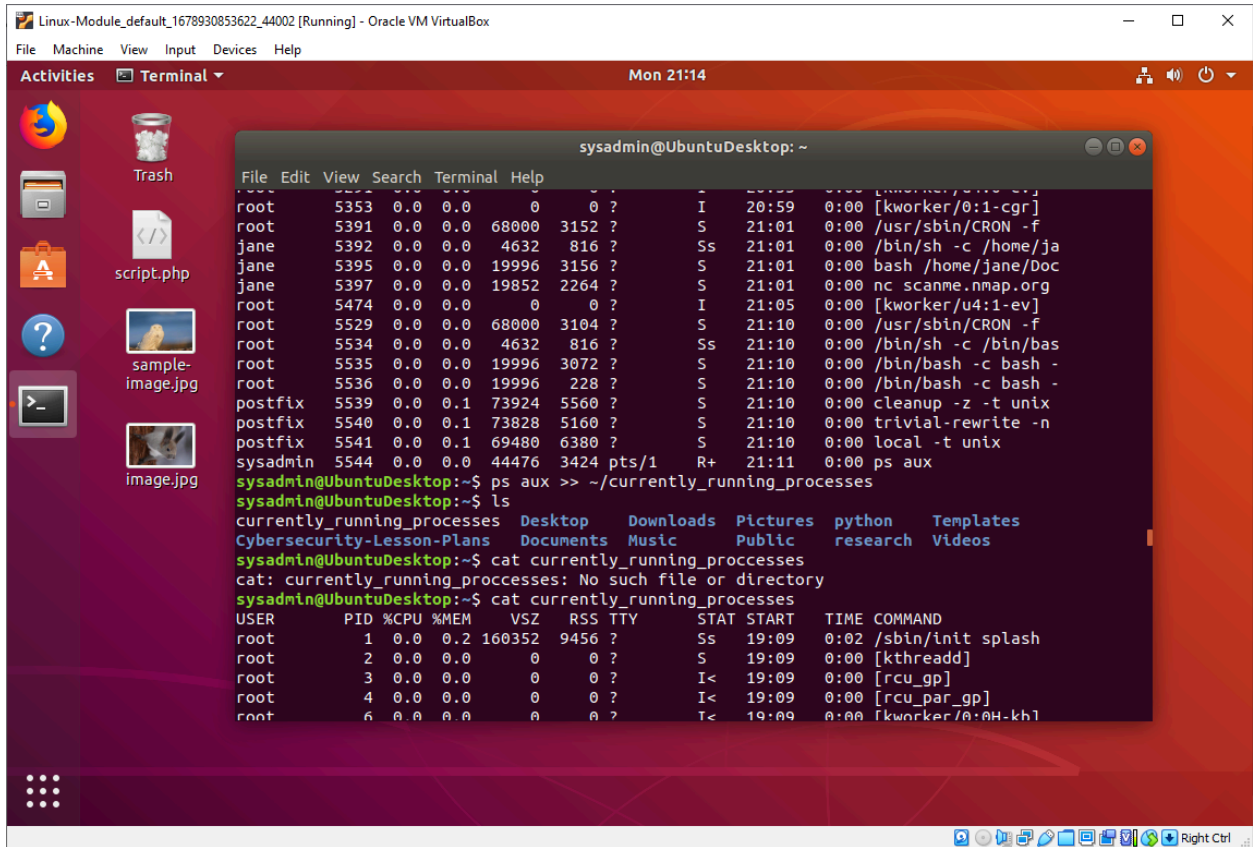 Linux-Module_default_1678930853622_44002 [Running] - Oracle VM VirtualBox
File Machine View Input Devices Help
Activities Terminal Mon 21:14
Trash
script.php
sample-
image.jpg
image.jpg
sysadmin@UbuntuDesktop: ~
File Edit View Search Terminal Help
root 5353 0.0 0.0 0 0 ? I 20:59 0:00 [kworker/0:1-cgr]
root 5391 0.0 0.0 68000 3152 ? S 21:01 0:00 /usr/sbin/CRON -f
jane 5392 0.0 0.0 4632 816 ? Ss 21:01 0:00 /bin/sh -c /home/ja
jane 5395 0.0 0.0 19996 3156 ? S 21:01 0:00 bash /home/jane/Doc
jane 5397 0.0 0.0 19852 2264 ? S 21:01 0:00 nc scanme.nmap.org
root 5474 0.0 0.0 0 0 ? I 21:05 0:00 [kworker/u4:1-ev]
root 5529 0.0 0.0 68000 3104 ? S 21:10 0:00 /usr/sbin/CRON -f
root 5534 0.0 0.0 4632 816 ? Ss 21:10 0:00 /bin/sh -c /bin/bas
root 5535 0.0 0.0 19996 3072 ? S 21:10 0:00 /bin/bash -c bash -
root 5536 0.0 0.0 19996 228 ? S 21:10 0:00 /bin/bash -c bash -
postfix 5539 0.0 0.1 73924 5560 ? S 21:10 0:00 cleanup -z -t unix
postfix 5540 0.0 0.1 73828 5160 ? S 21:10 0:00 trivial-rewrite -n
postfix 5541 0.0 0.1 69480 6380 ? S 21:10 0:00 local -t unix
sysadmin 5544 0.0 0.0 44476 3424 pts/1 R+ 21:11 0:00 ps aux
sysadmin@UbuntuDesktop:~$ ps aux >> ~/currently_running_processes
sysadmin@UbuntuDesktop:~$ ls
currently_running_processes Desktop Downloads Pictures python Templates
Cybersecurity-Lesson-Plans Documents Music Public research Videos
sysadmin@UbuntuDesktop:~$ cat currently_running_proccesses
cat: currently_running_proccesses: No such file or directory
sysadmin@UbuntuDesktop:~$ cat currently_running_processes
USER PID %CPU %MEM VSZ RSS TTY STAT START TIME COMMAND
root 1 0.0 0.2 160352 9456 ? Ss 19:09 0:02 /sbin/init splash
root 2 0.0 0.0 0 0 ? S 19:09 0:00 [kthreadd]
root 3 0.0 0.0 0 0 ? I< 19:09 0:00 [rcu_gp]
root 4 0.0 0.0 0 0 ? I< 19:09 0:00 [rcu_par_gp]
root 6 0.0 0.0 0 0 ? I< 19:09 0:00 [kworker/0:0H-kb]
Right Ctrl